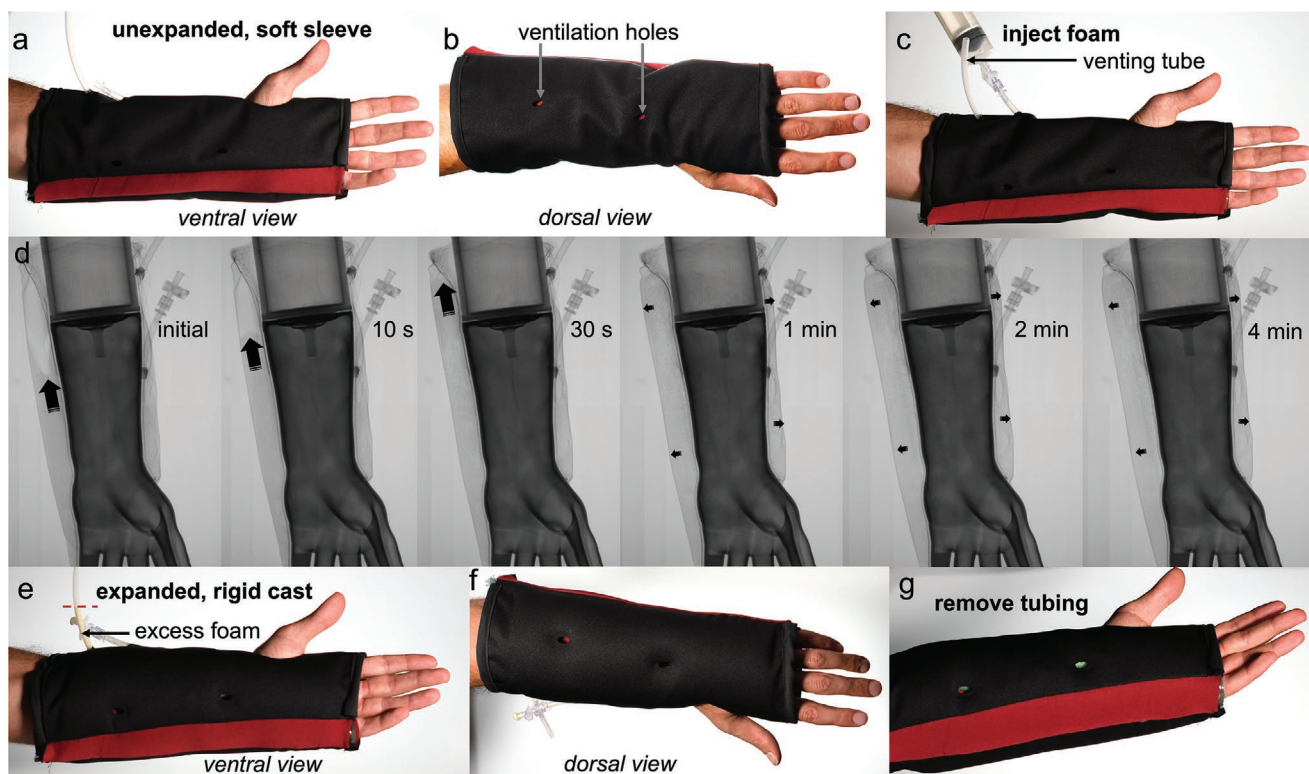 a
unexpanded, soft sleeve
ventral view
b
ventilation holes
dorsal view
c
inject foam
venting tube
d
initial
10 s
30 s
1 min
2 min
4 min
e
expanded, rigid cast
excess foam
ventral view
f
dorsal view
g
remove tubing